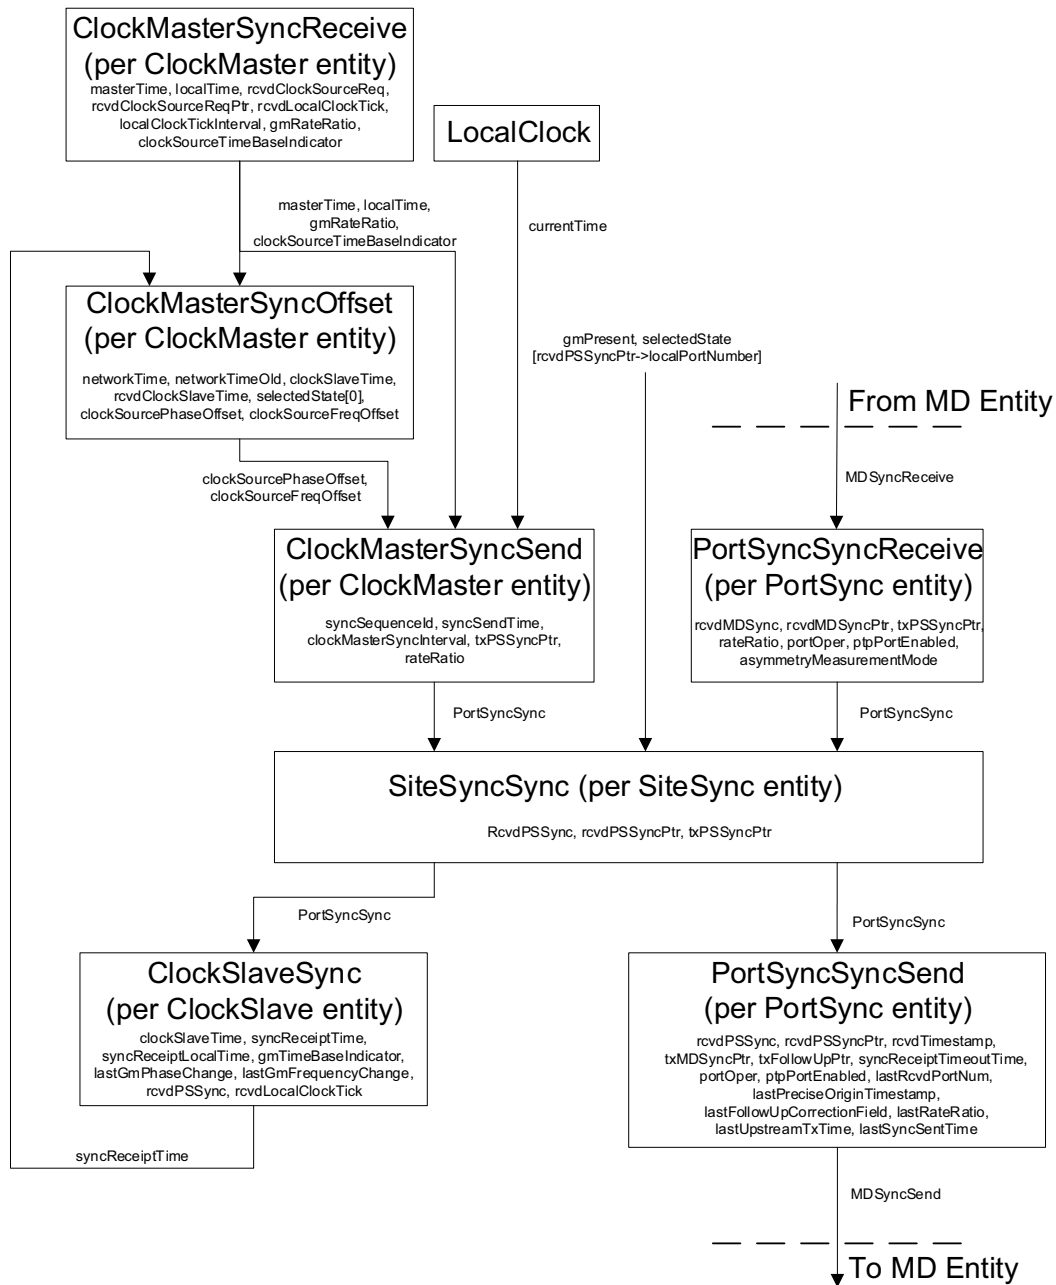 ClockMasterSyncReceive
(per ClockMaster entity)
masterTime, localTime, rcvdClockSourceReq,
rcvdClockSourceReqPtr, rcvdLocalClockTick,
localClockTickInterval, gmRateRatio,
clockSourceTimeBaseIndicator
LocalClock
masterTime, localTime,
gmRateRatio,
clockSourceTimeBaseIndicator
currentTime
ClockMasterSyncOffset
(per ClockMaster entity)
networkTime, networkTimeOld, clockSlaveTime,
rcvdClockSlaveTime, selectedState[0],
clockSourcePhaseOffset, clockSourceFreqOffset
gmPresent, selectedState
[rcvdPSSyncPtr->localPortNumber]
From MD Entity
clockSourcePhaseOffset,
clockSourceFreqOffset
MDSyncReceive
ClockMasterSyncSend
(per ClockMaster entity)
syncSequenceId, syncSendTime,
clockMasterSyncInterval, txPSSyncPtr,
rateRatio
PortSyncSyncReceive
(per PortSync entity)
rcvdMDSync, rcvdMDSyncPtr, txPSSyncPtr,
rateRatio, portOper, ptpPortEnabled,
asymmetryMeasurementMode
PortSyncSync
PortSyncSync
SiteSyncSync (per SiteSync entity)
RcvdPSSync, rcvdPSSyncPtr, txPSSyncPtr
PortSyncSync
PortSyncSync
ClockSlaveSync
(per ClockSlave entity)
clockSlaveTime, syncReceiptTime,
syncReceiptLocalTime, gmTimeBaseIndicator,
lastGmPhaseChange, lastGmFrequencyChange,
rcvdPSSync, rcvdLocalClockTick
PortSyncSyncSend
(per PortSync entity)
rcvdPSSync, rcvdPSSyncPtr, rcvdTimestamp,
txMDSyncPtr, txFollowUpPtr, syncReceiptTimeoutTime,
portOper, ptpPortEnabled, lastRcvdPortNum,
lastPreciseOriginTimestamp,
lastFollowUpCorrectionField, lastRateRatio,
lastUpstreamTxTime, lastSyncSentTime
syncReceiptTime
MDSyncSend
To MD Entity